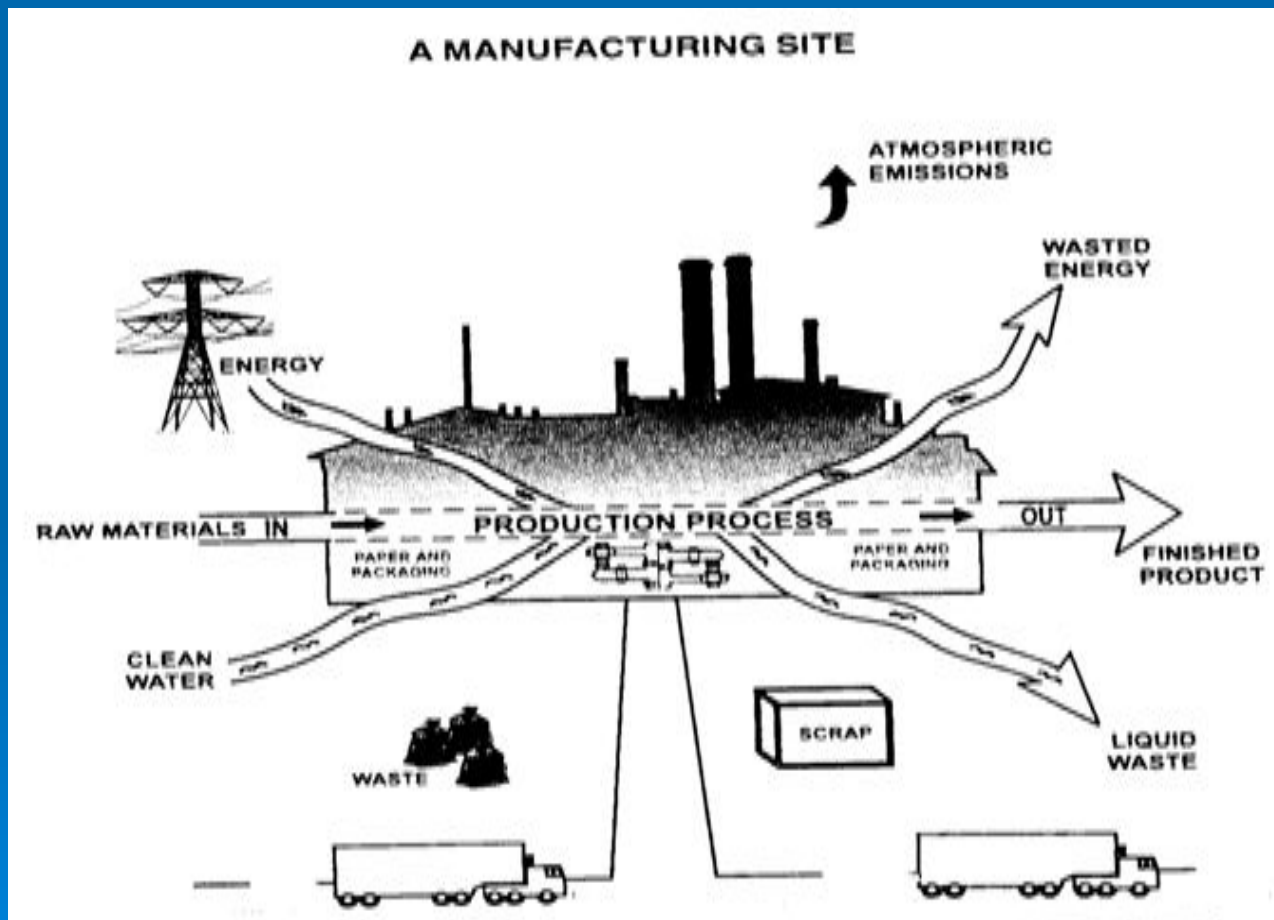 A MANUFACTURING SITE
ATMOSPHERIC
EMISSIONS
WASTED
ENERGY
ENERGY
RAW MATERIALS IN
PRODUCTION PROCESS
OUT
PAPER AND
PACKAGING
PAPER AND
PACKAGING
FINISHED
PRODUCT
CLEAN
WATER
WASTE
SCRAP
LIQUID
WASTE